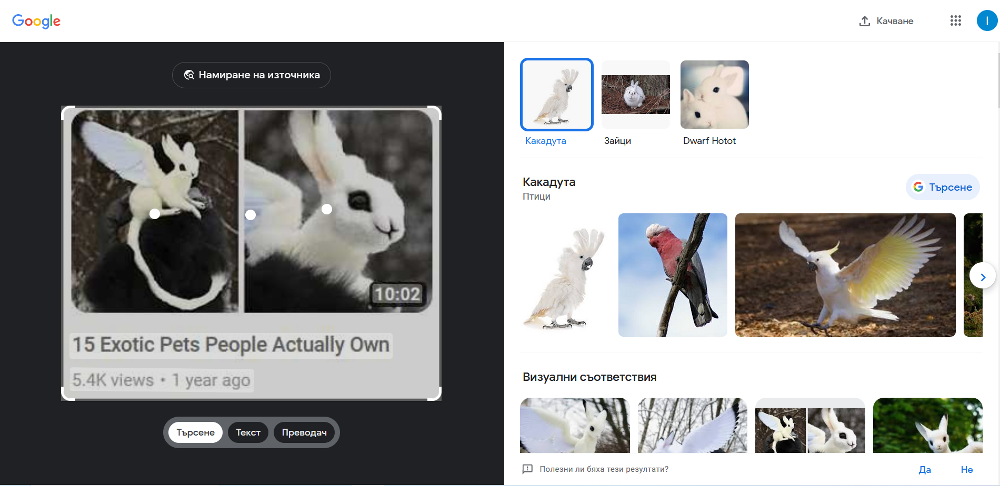 Google
Качване
I
Намиране на източника
10:02
15 Exotic Pets People Actually Own
5.4K views • 1 year ago
Търсене
Текст
Преводач
Какадута
Зайци
Dwarf Hotot
Какадута
Птици
Търсене
Визуални съответствия
Полезни ли бяха тези резултати?
Да
Не